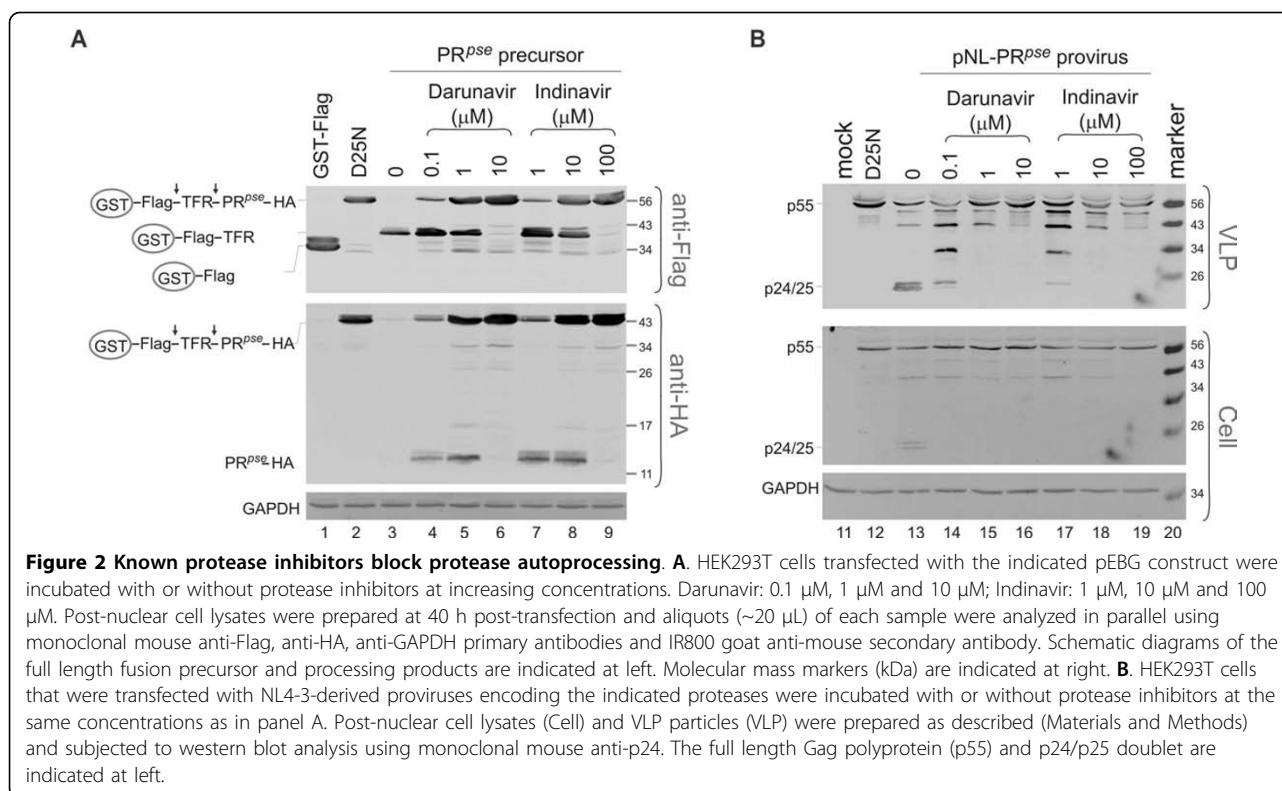 A
PR^pse precursor
Darunavir (μM)
Indinavir (μM)
GST-Flag
D25N
0
0.1
1
10
1
10
100
GST-Flag-TFR-PR^pse-HA
GST-Flag-TFR
GST-Flag
56
43
34
anti-Flag
GST-Flag-TFR-PR^pse-HA
PR^pse-HA
43
34
26
17
11
anti-HA
GAPDH
1 2 3 4 5 6 7 8 9
B
pNL-PR^pse provirus
Darunavir (μM)
Indinavir (μM)
mock
D25N
0
0.1
1
10
1
10
100
marker
p55
p24/25
56
43
34
26
VLP
p55
p24/25
56
43
34
26
Cell
GAPDH
34
11 12 13 14 15 16 17 18 19 20
Figure 2 Known protease inhibitors block protease autoprocessing. A. HEK293T cells transfected with the indicated pEBG construct were
incubated with or without protease inhibitors at increasing concentrations. Darunavir: 0.1 μM, 1 μM and 10 μM; Indinavir: 1 μM, 10 μM and 100
μM. Post-nuclear cell lysates were prepared at 40 h post-transfection and aliquots (~20 μL) of each sample were analyzed in parallel using
monoclonal mouse anti-Flag, anti-HA, anti-GAPDH primary antibodies and IR800 goat anti-mouse secondary antibody. Schematic diagrams of the
full length fusion precursor and processing products are indicated at left. Molecular mass markers (kDa) are indicated at right. B. HEK293T cells
that were transfected with NL4-3-derived proviruses encoding the indicated proteases were incubated with or without protease inhibitors at the
same concentrations as in panel A. Post-nuclear cell lysates (Cell) and VLP particles (VLP) were prepared as described (Materials and Methods)
and subjected to western blot analysis using monoclonal mouse anti-p24. The full length Gag polyprotein (p55) and p24/p25 doublet are
indicated at left.